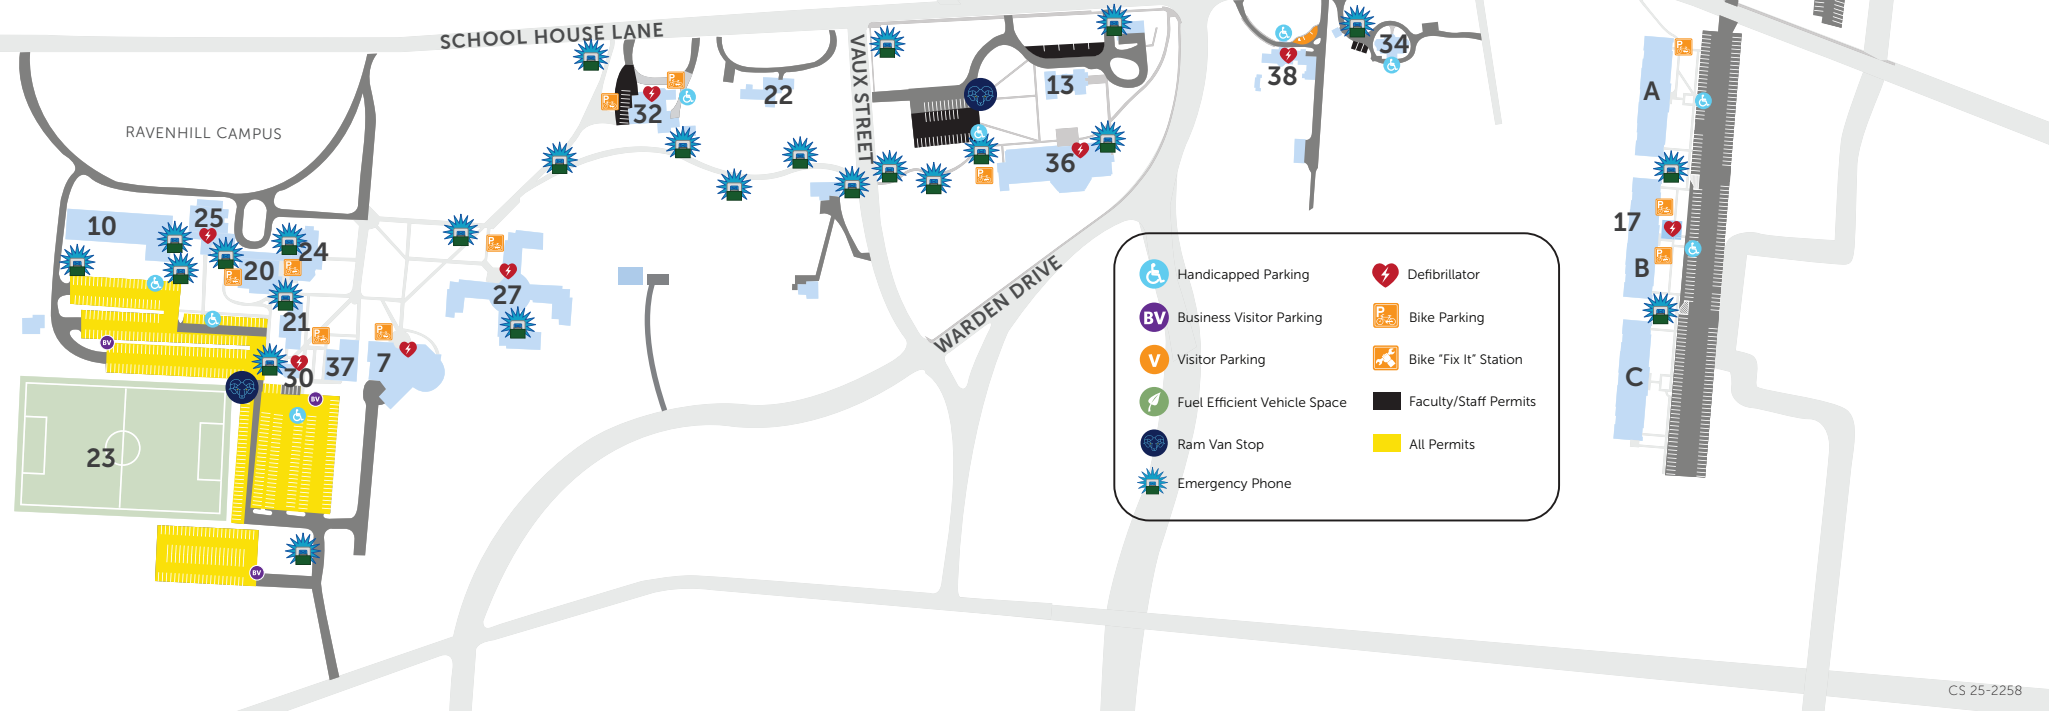 SCHOOL HOUSE LANE
VAUX STREET
WARDEN DRIVE
RAVENHILL CAMPUS
34
38
A
13
22
32
36
17
B
C
10
25
24
20
27
21
37
7
30
23
Handicapped Parking
BV Business Visitor Parking
V Visitor Parking
Fuel Efficient Vehicle Space
Ram Van Stop
Emergency Phone
Defibrillator
P Bike Parking
Bike "Fix It" Station
Faculty/Staff Permits
All Permits
P
P
P
P
P
P
P
P
P
P
P
P
BV
BV
BV
CS 25-2258